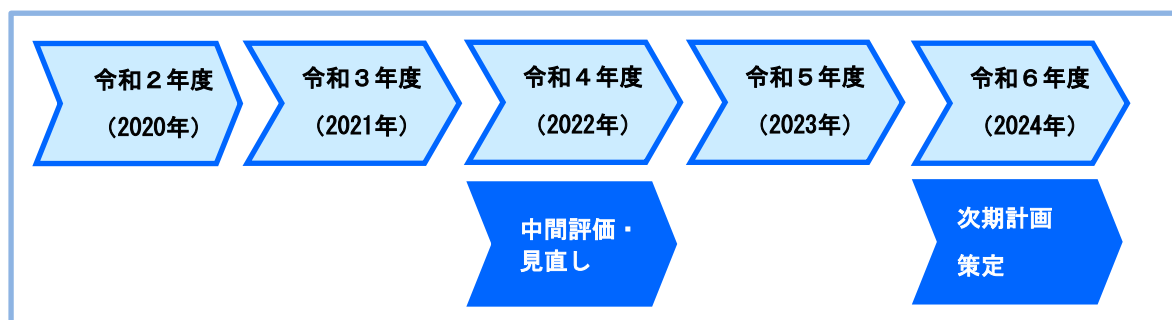 令和２年度
（2020年）
令和３年度
（2021年）
令和４年度
（2022年）
令和５年度
（2023年）
令和６年度
（2024年）
中間評価・
見直し
次期計画
策定